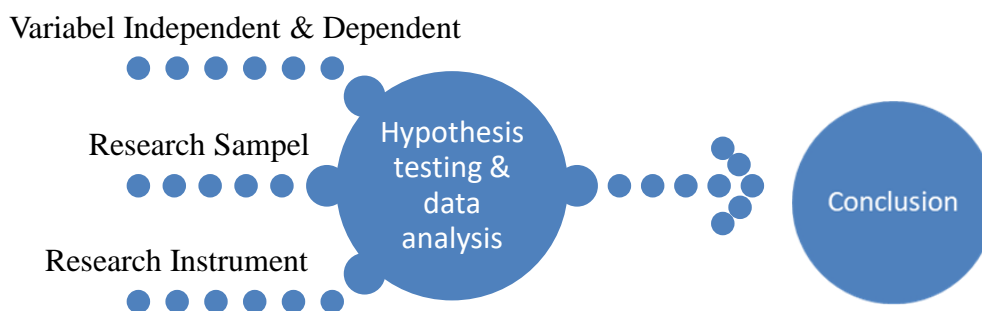 Variabel Independent & Dependent
Research Sampel
Research Instrument
Hypothesis
testing &
data
analysis
Conclusion